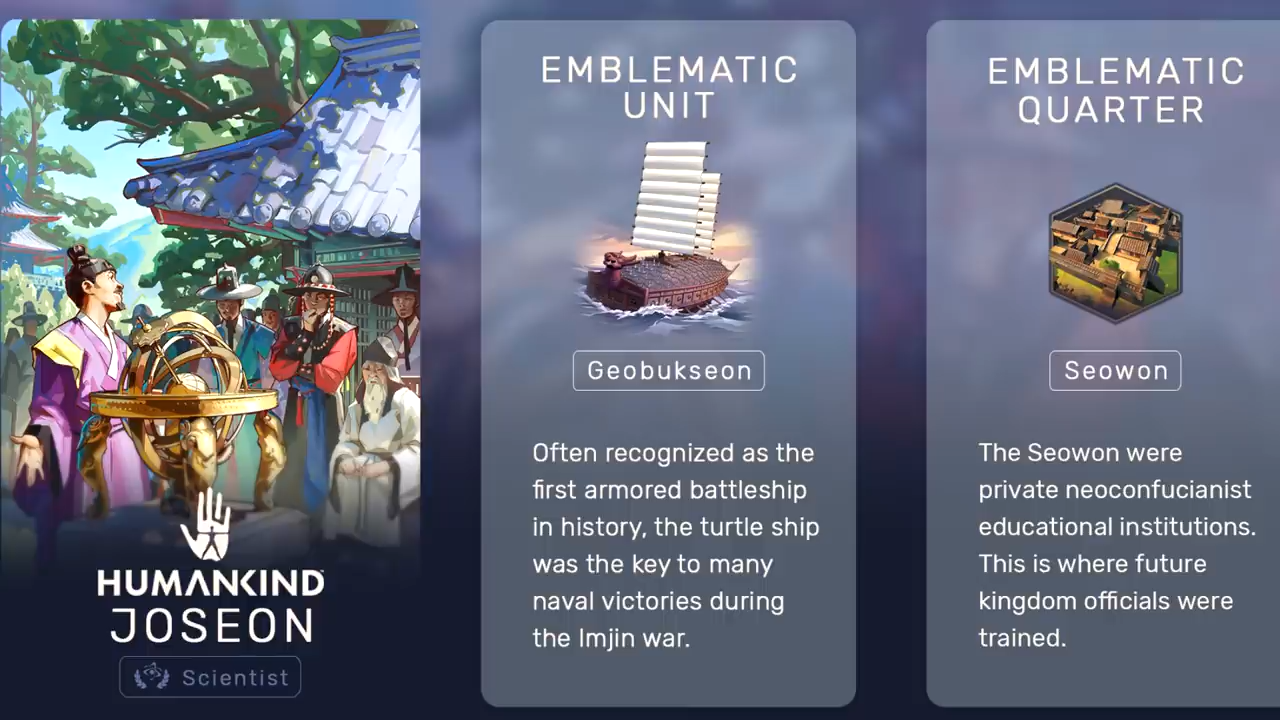 HUMANKIND
JOSEON
Scientist
EMBLEMATIC
UNIT
Geobukseon
Often recognized as the
first armored battleship
in history, the turtle ship
was the key to many
naval victories during
the Imjin war.
EMBLEMATIC
QUARTER
Seowon
The Seowon were
private neoconfucianist
educational institutions.
This is where future
kingdom officials were
trained.